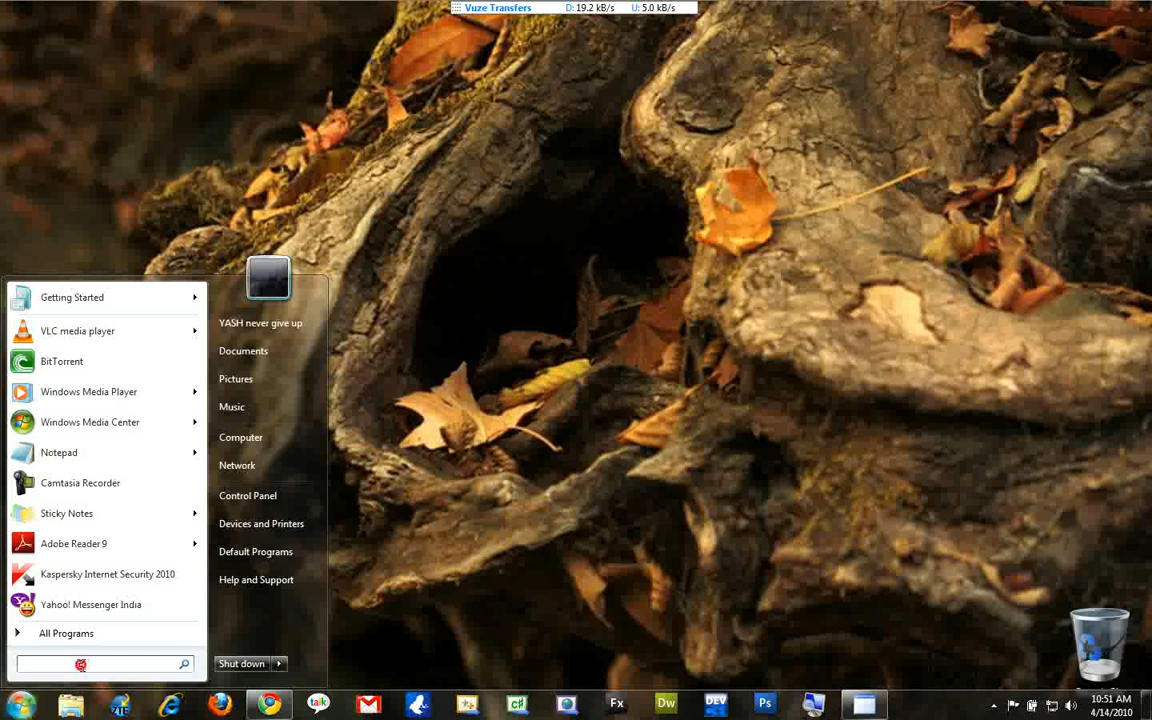 Vuze Transfers D: 19.2 kB/s U: 5.0 kB/s
Getting Started
VLC media player
BitTorrent
Windows Media Player
Windows Media Center
Notepad
Camtasia Recorder
Sticky Notes
Adobe Reader 9
Kaspersky Internet Security 2010
Yahoo! Messenger India
All Programs
YASH never give up
Documents
Pictures
Music
Computer
Network
Control Panel
Devices and Printers
Default Programs
Help and Support
Shut down
ZTE
talk
C#
Fx
Dw
DEV
Ps
10:51 AM
4/14/2010